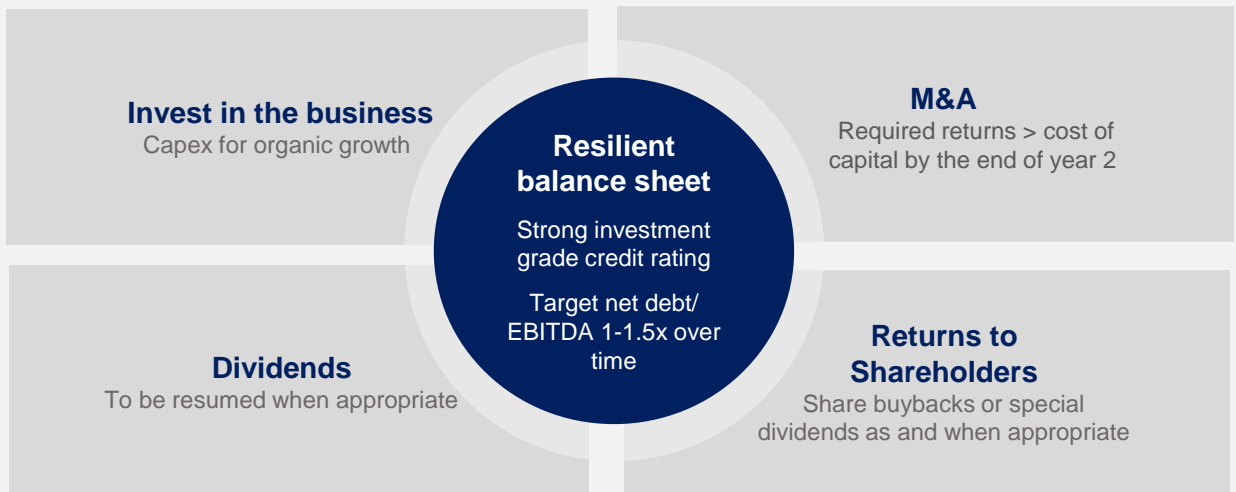 Invest in the business
Capex for organic growth
M&A
Required returns > cost of
capital by the end of year 2
Resilient
balance sheet
Strong investment
grade credit rating
Target net debt/
EBITDA 1-1.5x over
time
Dividends
To be resumed when appropriate
Returns to
Shareholders
Share buybacks or special
dividends as and when appropriate